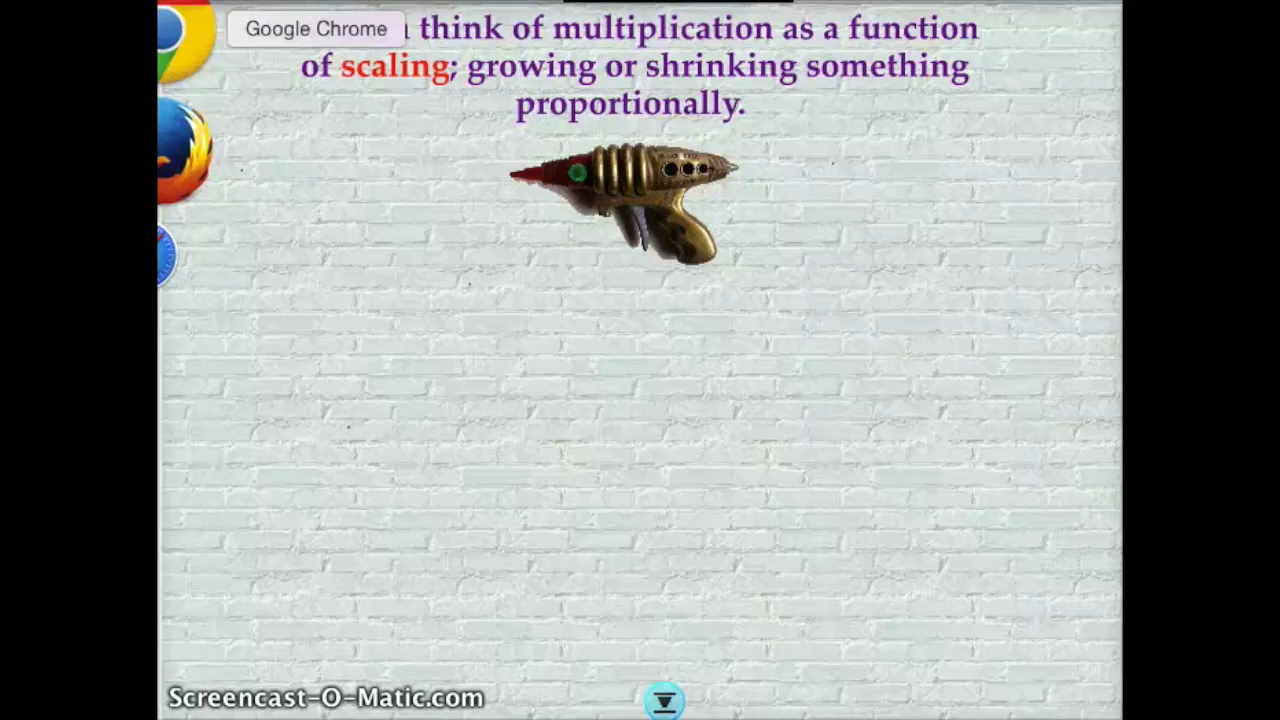 Google Chrome
think of multiplication as a function
of scaling; growing or shrinking something
proportionally.
Screencast-O-Matic.com